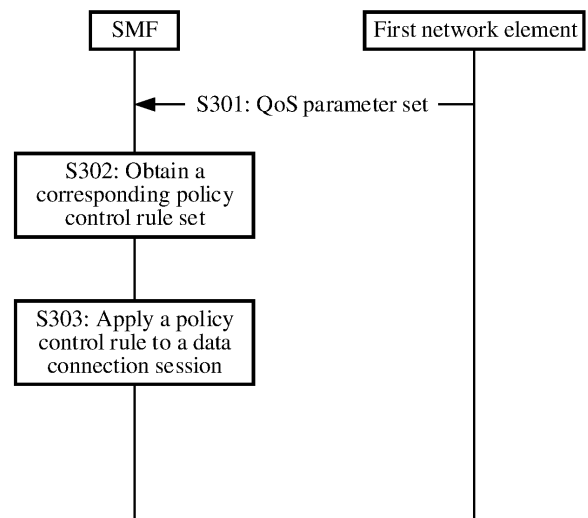 SMF
First network element
S301: QoS parameter set
S302: Obtain a
corresponding policy
control rule set
S303: Apply a policy
control rule to a data
connection session